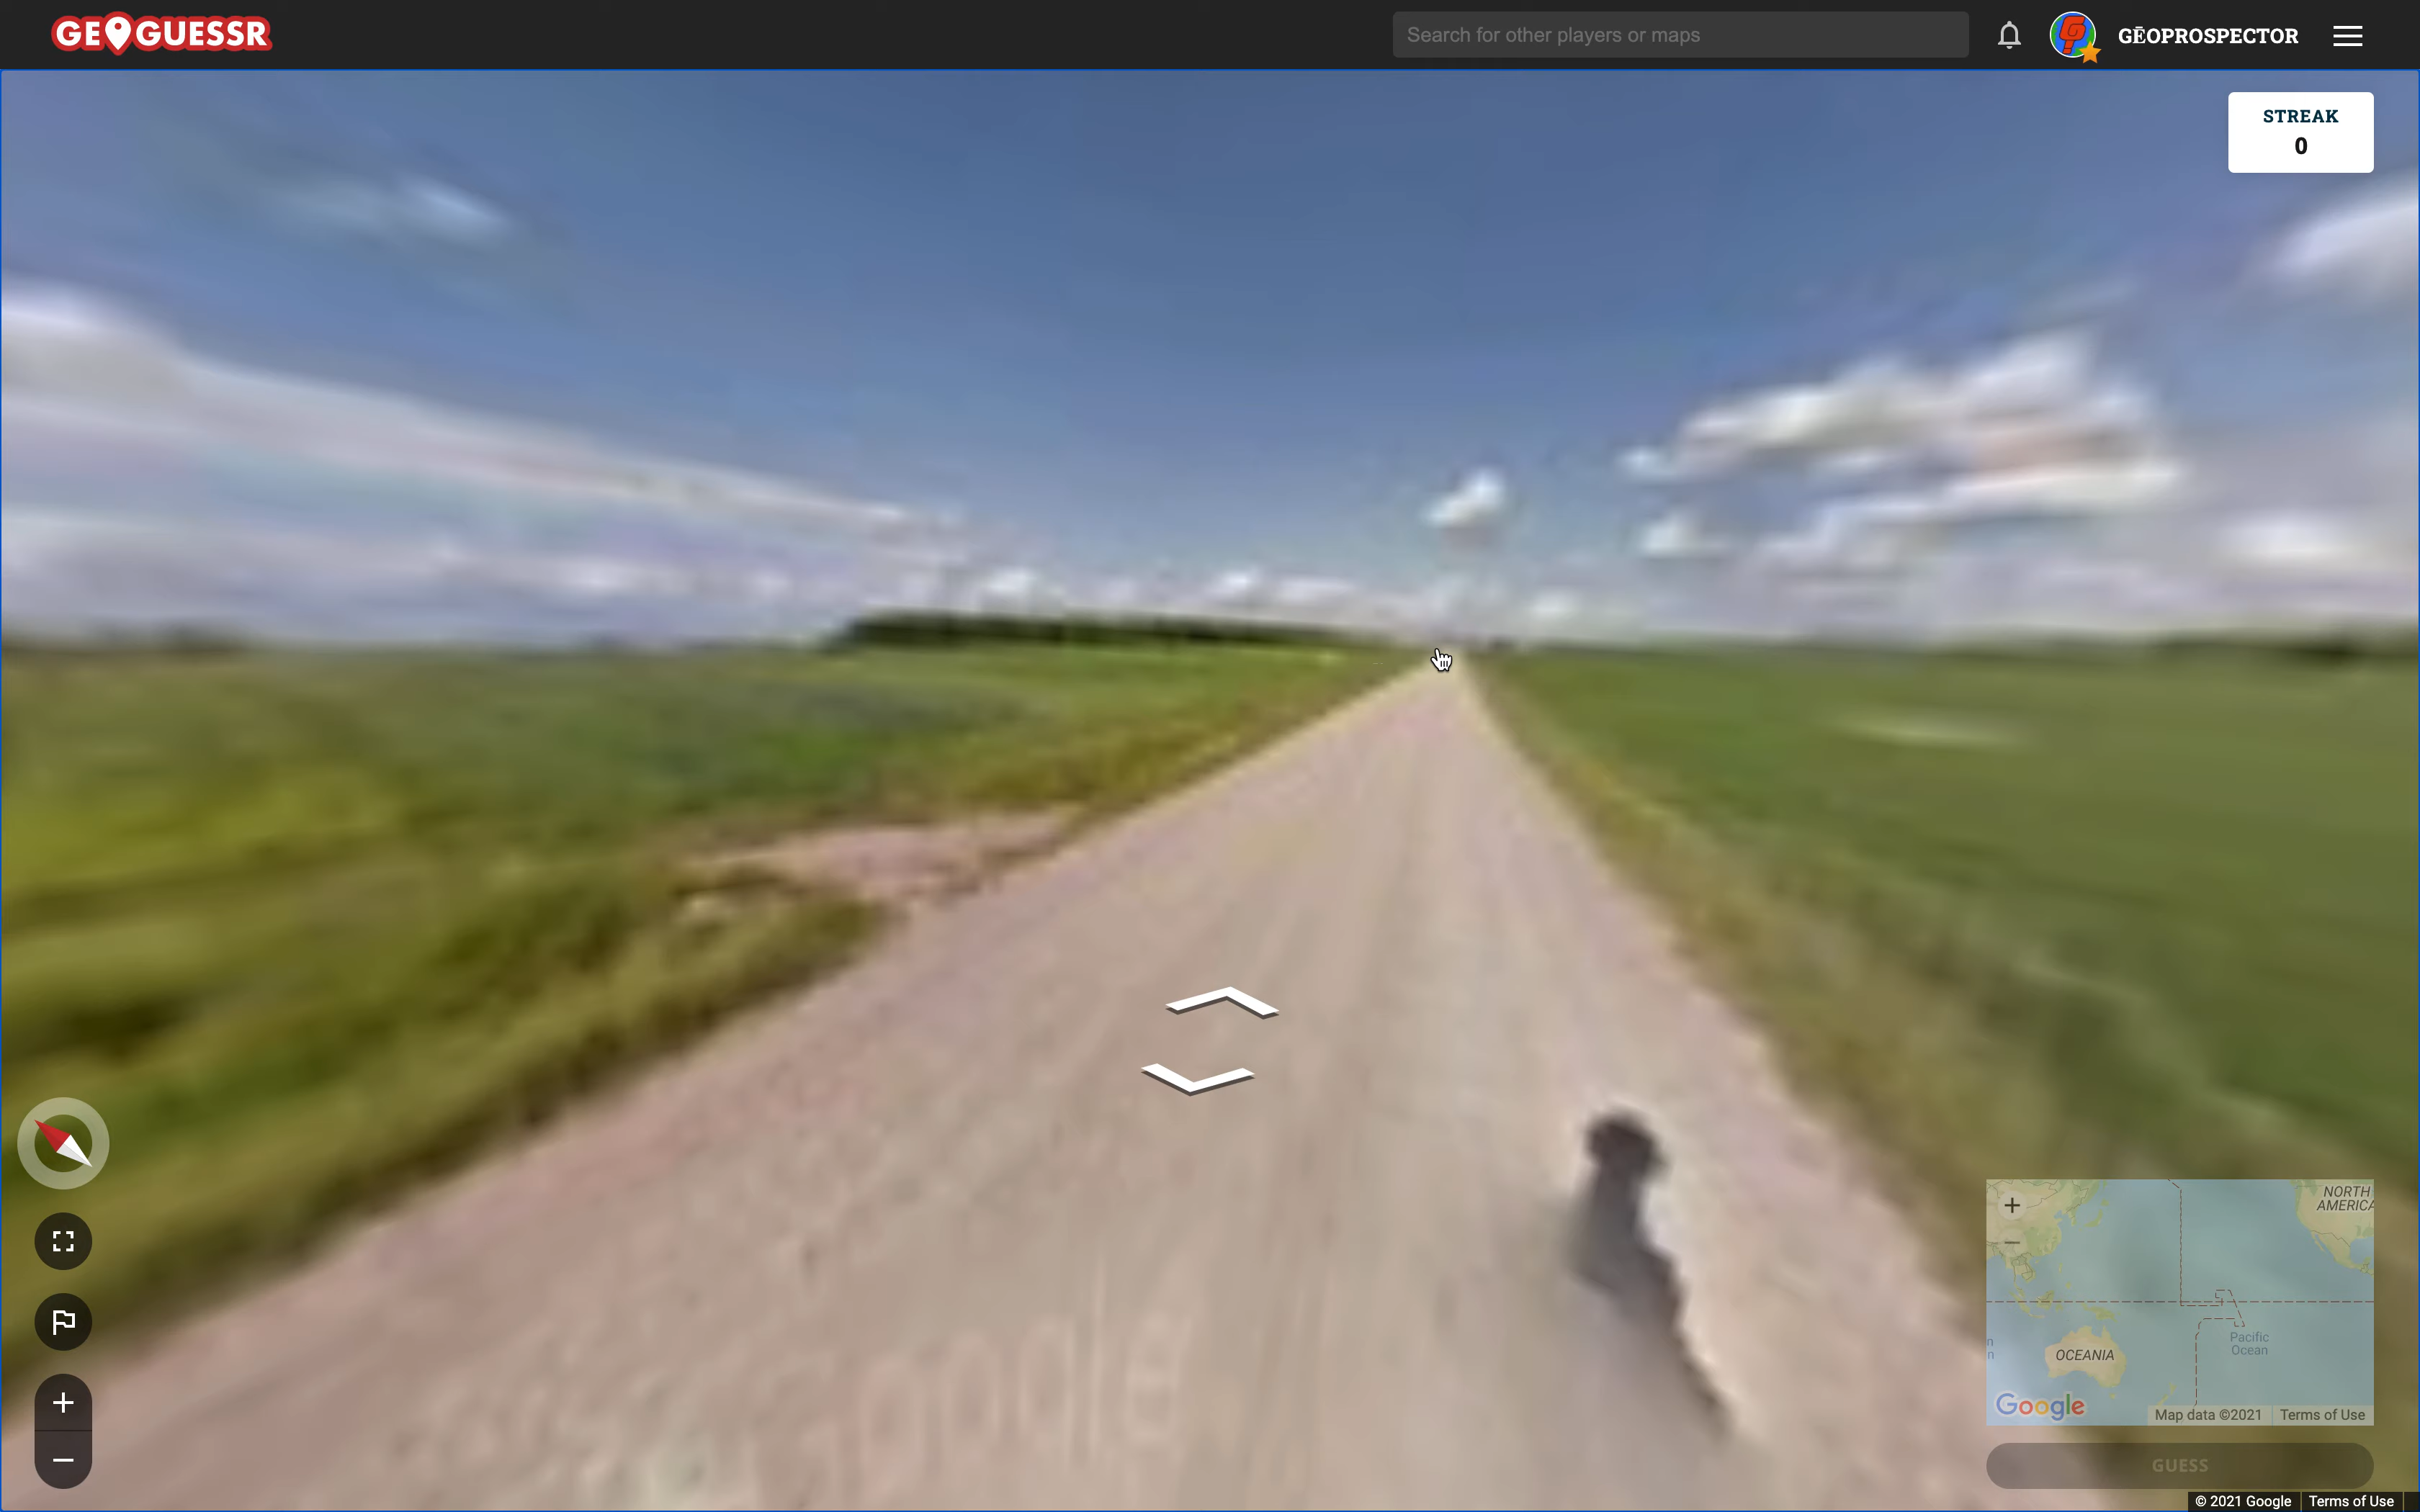 GEOGUESSR
Search for other players or maps
GĒOPROSPECTOR
STREAK
0
NORTH
AMERICA
Pacific
Ocean
OCEANIA
Google
Map data ©2021
Terms of Use
GUESS
© 2021 Google
Terms of Use